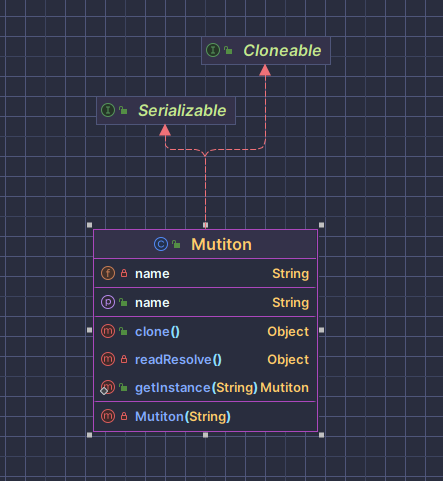 Cloneable
Serializable
Mutiton
name String
name String
clone() Object
readResolve() Object
getInstance(String) Mutiton
Mutiton(String)